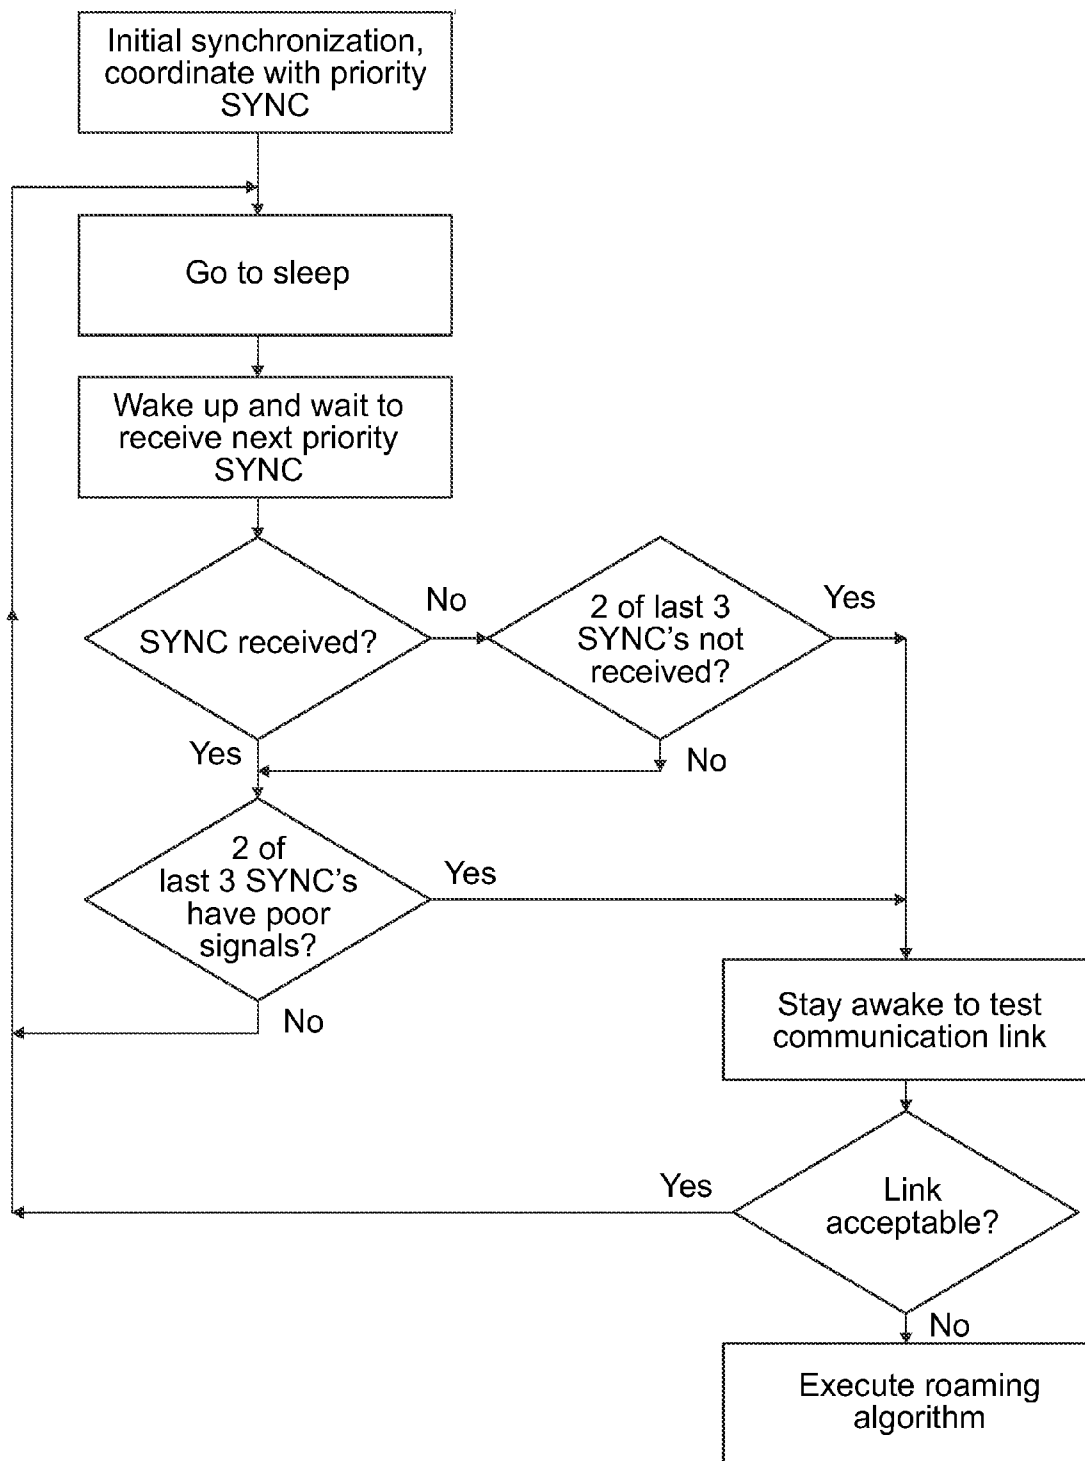 Initial synchronization,
coordinate with priority
SYNC
Go to sleep
Wake up and wait to
receive next priority
SYNC
SYNC received?
No
2 of last 3
SYNC's not
received?
Yes
Yes
No
2 of
last 3 SYNC's
have poor
signals?
Yes
No
Stay awake to test
communication link
Link
acceptable?
Yes
No
Execute roaming
algorithm